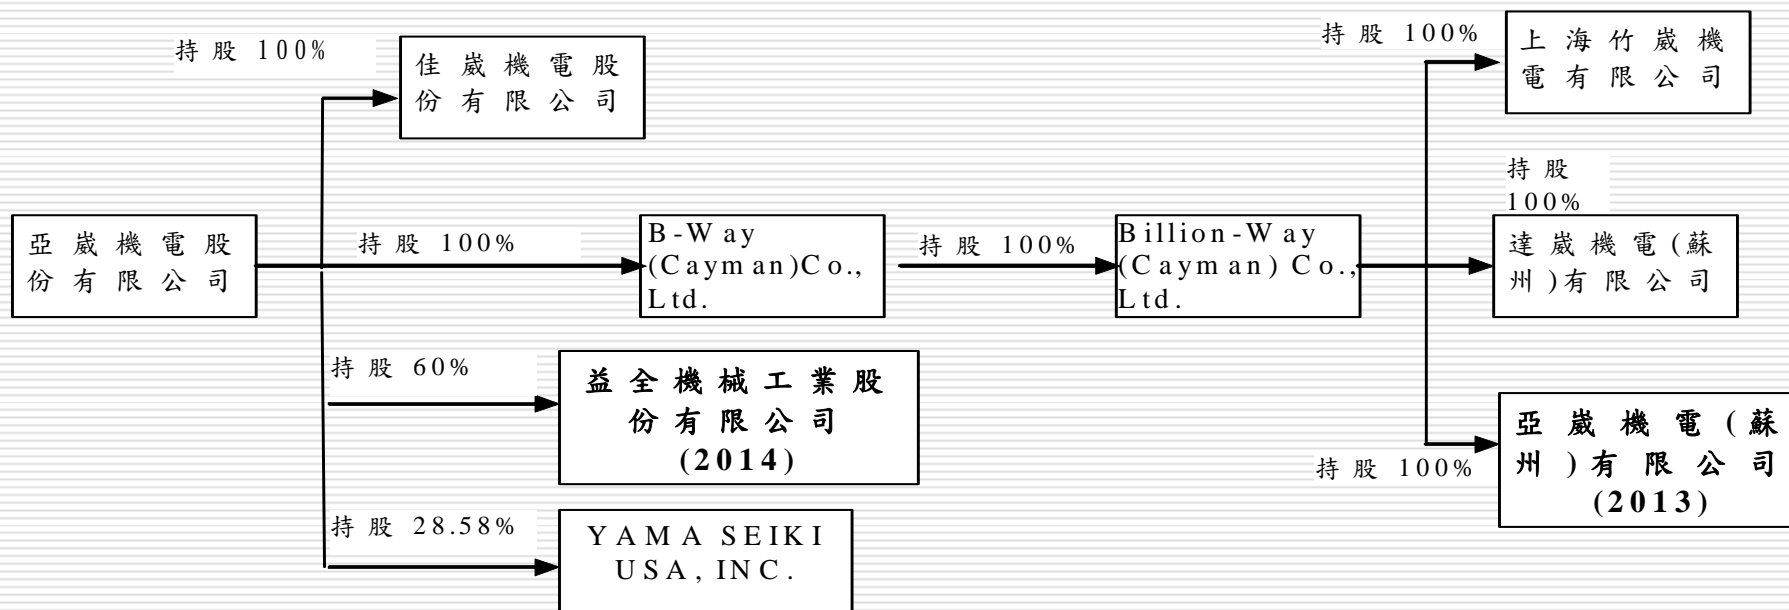 持股 100%
佳崴機電股
份有限公司
持股 100%
上海竹崴機
電有限公司
亞崴機電股
份有限公司
持股 100%
B-Way
(Cayman)Co.,
Ltd.
持股 100%
Billion-Way
(Cayman) Co.,
Ltd.
持股
100%
達崴機電(蘇
州)有限公司
持股 60%
益全機械工業股
份有限公司
(2014)
持股 100%
亞崴機電(蘇
州)有限公司
(2013)
持股 28.58%
YAMA SEIKI
USA, INC.